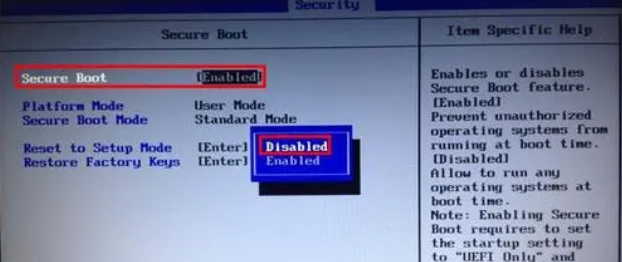 Security
Secure Boot
Item Specific Help
Secure Boot [Enabled]
Platform Mode User Mode
Secure Boot Mode Standard Mode
Reset to Setup Mode [Enter]
Restore Factory Keys [Enter]
Disabled
Enabled
Enables or disables
Secure Boot feature.
[Enabled]
Prevent unauthorized
operating systems from
running at boot time.
[Disabled]
Allow to run any
operating systems at
boot time.
Note: Enabling Secure
Boot requires to set
the startup setting
to "UEFI Only" and